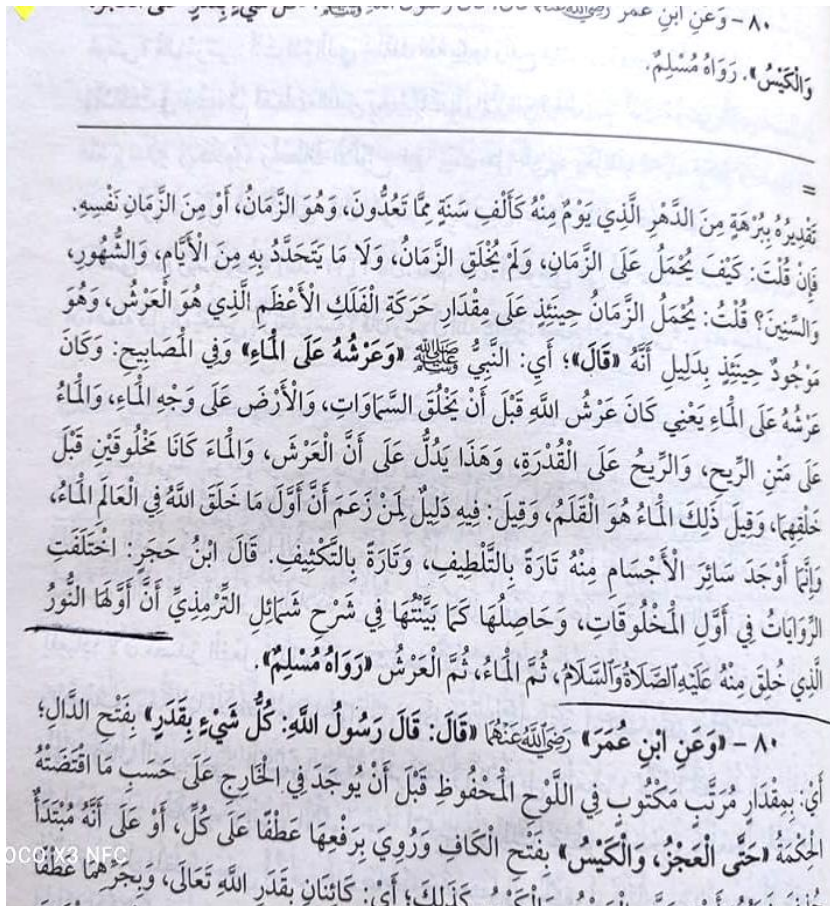 ٨٠ - وَعَنِ ابْنِ عُمَرَ رَضِيَ اللَّهُ عَنْهُمَا
وَالْكَيْسُ». رَوَاهُ مُسْلِمٌ.
=
تَقْدِيرُهُ بِبُرْهَةٍ مِنَ الدَّهْرِ الَّذِي يَوْمٌ مِنْهُ كَأَلْفِ سَنَةٍ مِمَّا تَعُدُّونَ، وَهُوَ الزَّمَانُ، أَوْ مِنَ الزَّمَانِ نَفْسِهِ.
فَإِنْ قُلْتَ: كَيْفَ يُحْمَلُ عَلَى الزَّمَانِ، وَلَمْ يُخْلَقِ الزَّمَانُ، وَلَا مَا يَتَحَدَّدُ بِهِ مِنَ الْأَيَّامِ، وَالشُّهُورِ،
وَالسِّنِينَ؟ قُلْتُ: يُحْمَلُ الزَّمَانُ حِينَئِذٍ عَلَى مِقْدَارِ حَرَكَةِ الْفَلَكِ الْأَعْظَمِ الَّذِي هُوَ الْعَرْشُ، وَهُوَ
مَوْجُودٌ حِينَئِذٍ بِدَلِيلِ أَنَّهُ «قَالَ»؛ أَيِ: النَّبِيُّ ﷺ «وَعَرْشُهُ عَلَى الْمَاءِ» وَفِي الْمَصَابِيحِ: وَكَانَ
عَرْشُهُ عَلَى الْمَاءِ يَعْنِي كَانَ عَرْشُ اللَّهِ قَبْلَ أَنْ يَخْلُقَ السَّمَاوَاتِ، وَالْأَرْضَ عَلَى وَجْهِ الْمَاءِ، وَالْمَاءُ
عَلَى مَتْنِ الرِّيحِ، وَالرِّيحُ عَلَى الْقُدْرَةِ، وَهَذَا يَدُلُّ عَلَى أَنَّ الْعَرْشَ، وَالْمَاءَ كَانَا مَخْلُوقَيْنِ قَبْلَ
خَلْقِهِمَا، وَقِيلَ ذَلِكَ الْمَاءُ هُوَ الْقَلَمُ، وَقِيلَ: فِيهِ دَلِيلٌ لِمَنْ زَعَمَ أَنَّ أَوَّلَ مَا خَلَقَ اللَّهُ فِي الْعَالَمِ الْمَاءُ،
وَإِنَّمَا أَوْجَدَ سَائِرَ الْأَجْسَامِ مِنْهُ تَارَةً بِالتَّلْطِيفِ، وَتَارَةً بِالتَّكْثِيفِ. قَالَ ابْنُ حَجَرٍ: اخْتَلَفَتِ
الرِّوَايَاتُ فِي أَوَّلِ الْمَخْلُوقَاتِ، وَحَاصِلُهَا كَمَا بَيَّنْتُهَا فِي شَرْحِ شَمَائِلِ التِّرْمِذِيِّ أَنَّ أَوَّلَهَا النُّورُ
الَّذِي خُلِقَ مِنْهُ عَلَيْهِ الصَّلَاةُ وَالسَّلَامُ، ثُمَّ الْمَاءُ، ثُمَّ الْعَرْشُ «رَوَاهُ مُسْلِمٌ».
٨٠ - «وَعَنِ ابْنِ عُمَرَ» رَضِيَ اللَّهُ عَنْهُمَا «قَالَ: قَالَ رَسُولُ اللَّهِ: كُلُّ شَيْءٍ بِقَدَرٍ» بِفَتْحِ الدَّالِ؛
أَيْ: بِمِقْدَارٍ مُرَتَّبٍ مَكْتُوبٍ فِي اللَّوْحِ الْمَحْفُوظِ قَبْلَ أَنْ يُوجَدَ فِي الْخَارِجِ عَلَى حَسَبِ مَا اقْتَضَتْهُ
الْحِكْمَةُ «حَتَّى الْعَجْزُ، وَالْكَيْسُ» بِفَتْحِ الْكَافِ وَرُوِيَ بِرَفْعِهَا عَطْفًا عَلَى كُلُّ، أَوْ عَلَى أَنَّهُ مُبْتَدَأٌ
كَذَلِكَ؛ أَيْ: كَائِنَانِ بِقَدَرِ اللَّهِ تَعَالَى، وَبِجَرِّهِمَا عَطْفًا
OCO X3 NFC